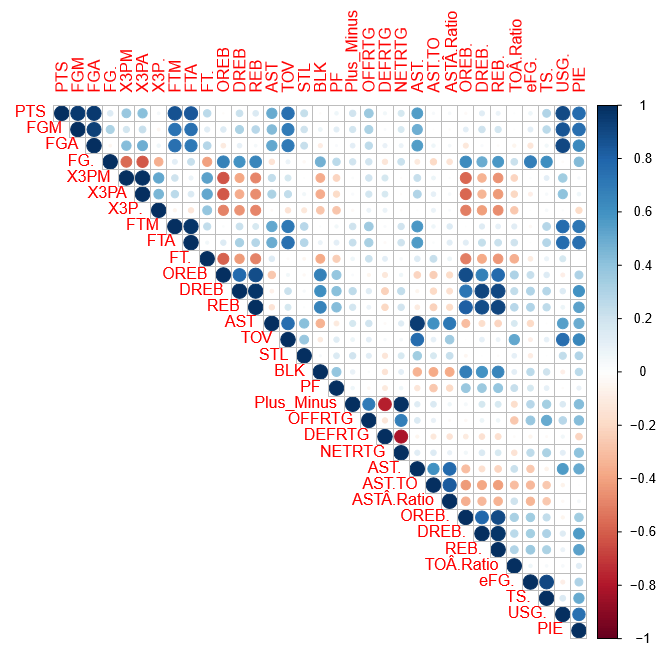 PTS
FGM
FGA
FG.
X3PM
X3PA
X3P.
FTM
FTA
FT.
OREB
DREB
REB
AST
TOV
STL
BLK
PF
Plus_Minus
OFFRTG
DEFRTG
NETRTG
AST.
AST.TO
ASTÂ.Ratio
OREB.
DREB.
REB.
TOÂ.Ratio
eFG.
TS.
USG.
PIE
PTS
FGM
FGA
FG.
X3PM
X3PA
X3P.
FTM
FTA
FT.
OREB
DREB
REB
AST
TOV
STL
BLK
PF
Plus_Minus
OFFRTG
DEFRTG
NETRTG
AST.
AST.TO
ASTÂ.Ratio
OREB.
DREB.
REB.
TOÂ.Ratio
eFG.
TS.
USG.
PIE
1
0.8
0.6
0.4
0.2
0
−0.2
−0.4
−0.6
−0.8
−1